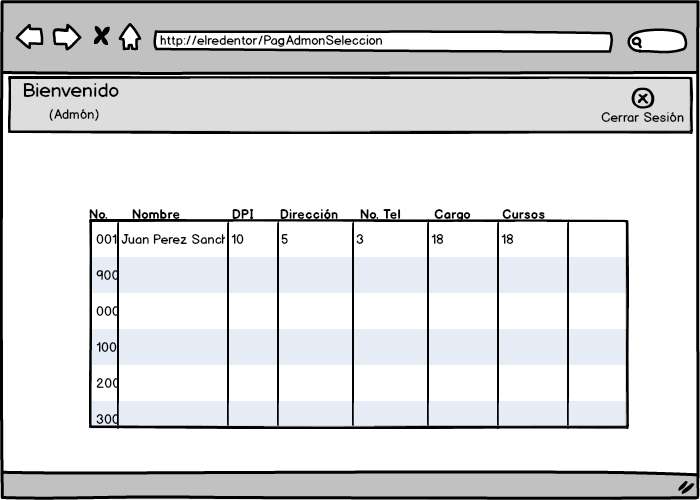 http://elredentor/PagAdmonSeleccion
Bienvenido
(Admón)
Cerrar Sesión
No. Nombre DPI Dirección No. Tel Cargo Cursos
001 Juan Perez Sanch 10 5 3 18 18
900
000
100
200
300